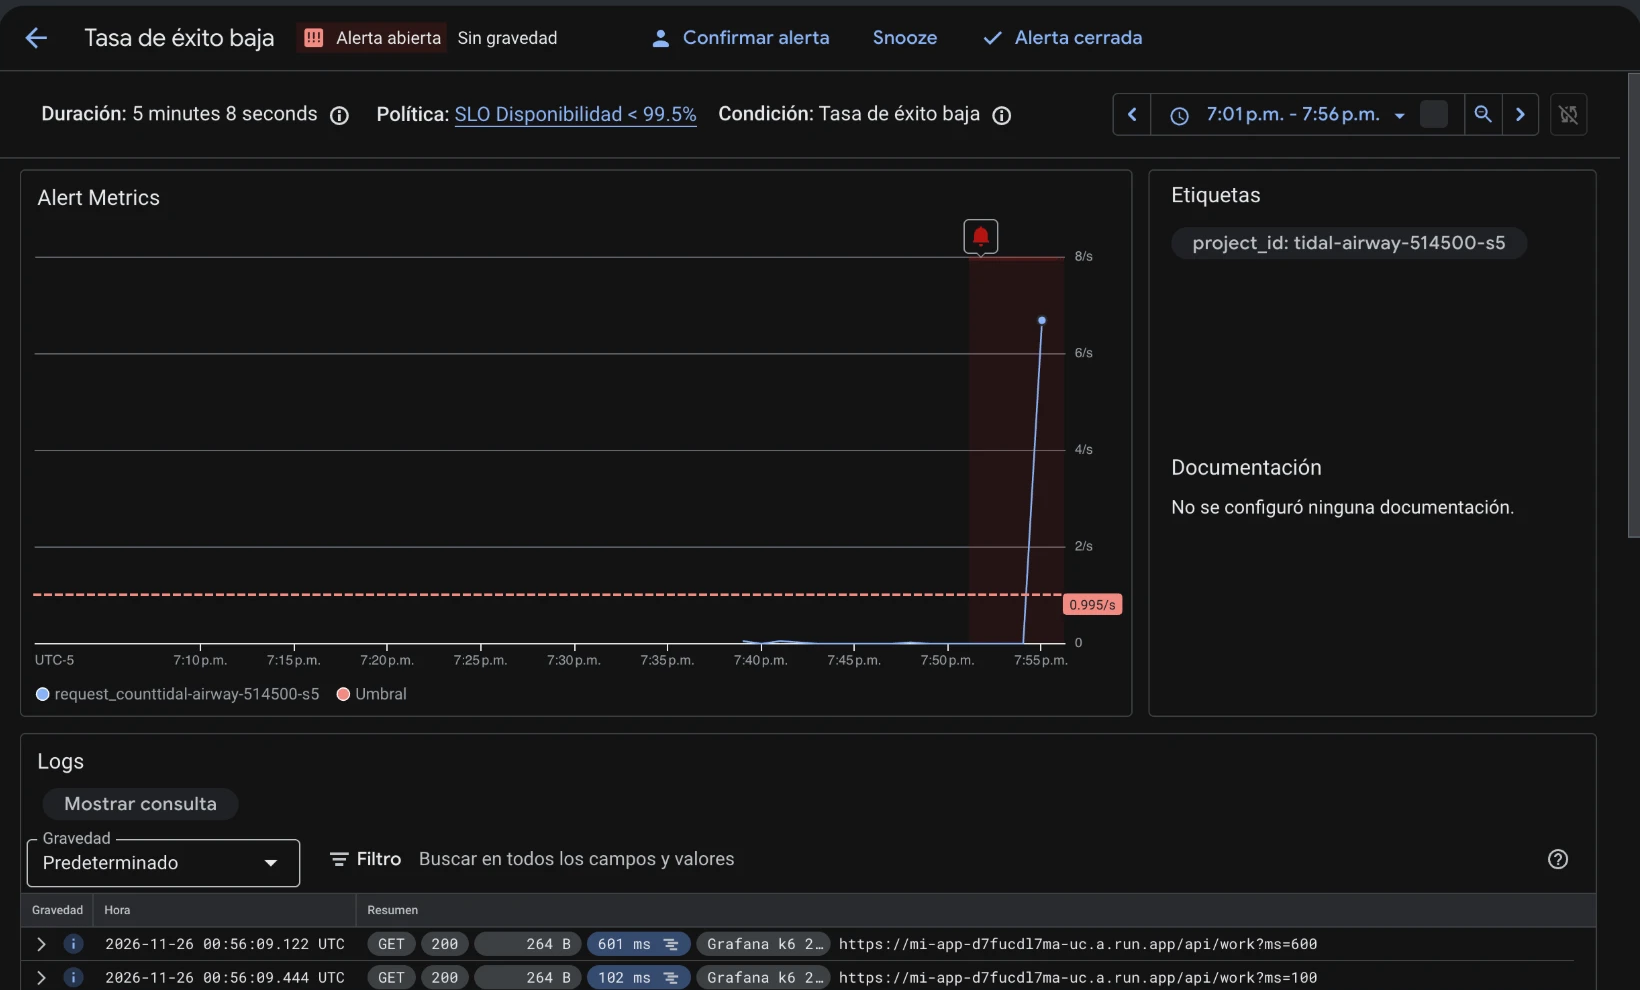 Tasa de éxito baja Alerta abierta Sin gravedad Confirmar alerta Snooze Alerta cerrada
Duración: 5 minutes 8 seconds Política: SLO Disponibilidad < 99.5% Condición: Tasa de éxito baja 7:01 p.m. - 7:56 p.m.
Alert Metrics
8/s
6/s
4/s
2/s
0.995/s
0
UTC-5 7:10 p.m. 7:15 p.m. 7:20 p.m. 7:25 p.m. 7:30 p.m. 7:35 p.m. 7:40 p.m. 7:45 p.m. 7:50 p.m. 7:55 p.m.
request_counttidal-airway-514500-s5 Umbral
Etiquetas
project_id: tidal-airway-514500-s5
Documentación
No se configuró ninguna documentación.
Logs
Mostrar consulta
Gravedad
Predeterminado Filtro Buscar en todos los campos y valores
Gravedad Hora Resumen
2026-11-26 00:56:09.122 UTC GET 200 264 B 601 ms Grafana k6 2… https://mi-app-d7fucdl7ma-uc.a.run.app/api/work?ms=600
2026-11-26 00:56:09.444 UTC GET 200 264 B 102 ms Grafana k6 2… https://mi-app-d7fucdl7ma-uc.a.run.app/api/work?ms=100